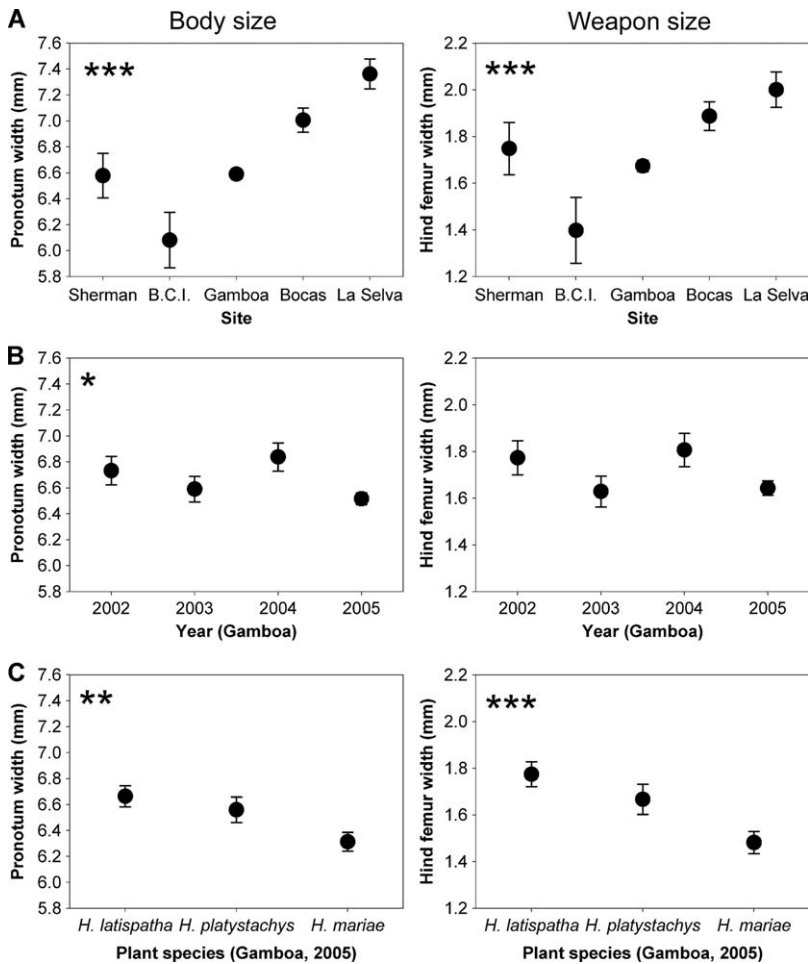 A
Body size
Weapon size
Pronotum width (mm)
7.6
7.4
7.2
7.0
6.8
6.6
6.4
6.2
6.0
5.8
***
Sherman B.C.I. Gamboa Bocas La Selva
Site
Hind femur width (mm)
2.2
2.0
1.8
1.6
1.4
1.2
***
Sherman B.C.I. Gamboa Bocas La Selva
Site
B
Pronotum width (mm)
7.6
7.4
7.2
7.0
6.8
6.6
6.4
6.2
6.0
5.8
*
2002 2003 2004 2005
Year (Gamboa)
Hind femur width (mm)
2.2
2.0
1.8
1.6
1.4
1.2
2002 2003 2004 2005
Year (Gamboa)
C
Pronotum width (mm)
7.6
7.4
7.2
7.0
6.8
6.6
6.4
6.2
6.0
5.8
**
H. latispatha H. platystachys H. mariae
Plant species (Gamboa, 2005)
Hind femur width (mm)
2.2
2.0
1.8
1.6
1.4
1.2
***
H. latispatha H. platystachys H. mariae
Plant species (Gamboa, 2005)